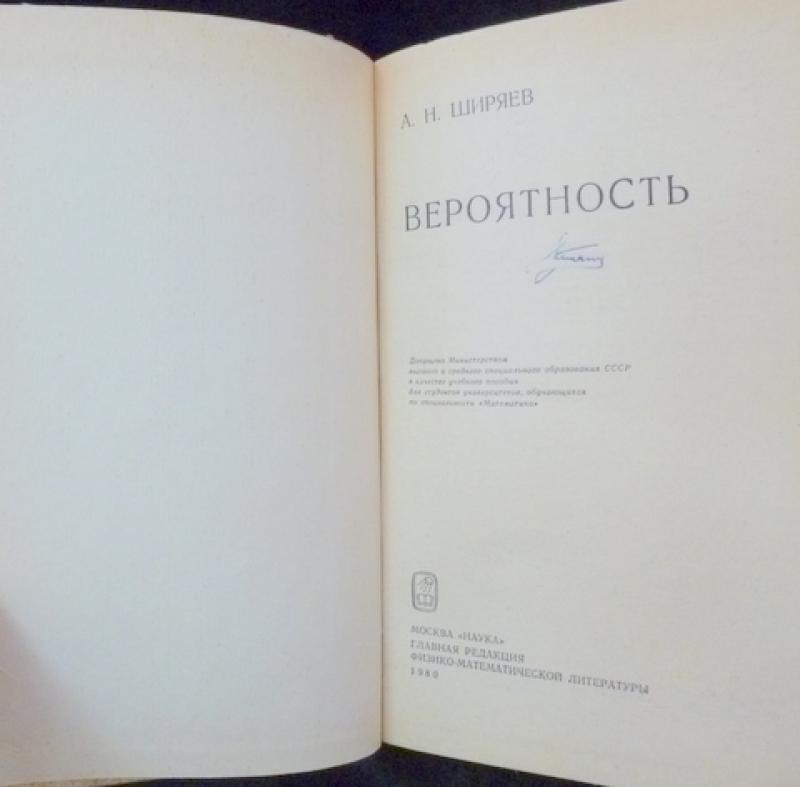 А. Н. ШИРЯЕВ
ВЕРОЯТНОСТЬ
Допущено Министерством
высшего и среднего специального образования СССР
в качестве учебного пособия
для студентов университетов, обучающихся
по специальности «Математика»
МОСКВА «НАУКА»
ГЛАВНАЯ РЕДАКЦИЯ
ФИЗИКО-МАТЕМАТИЧЕСКОЙ ЛИТЕРАТУРЫ
1980